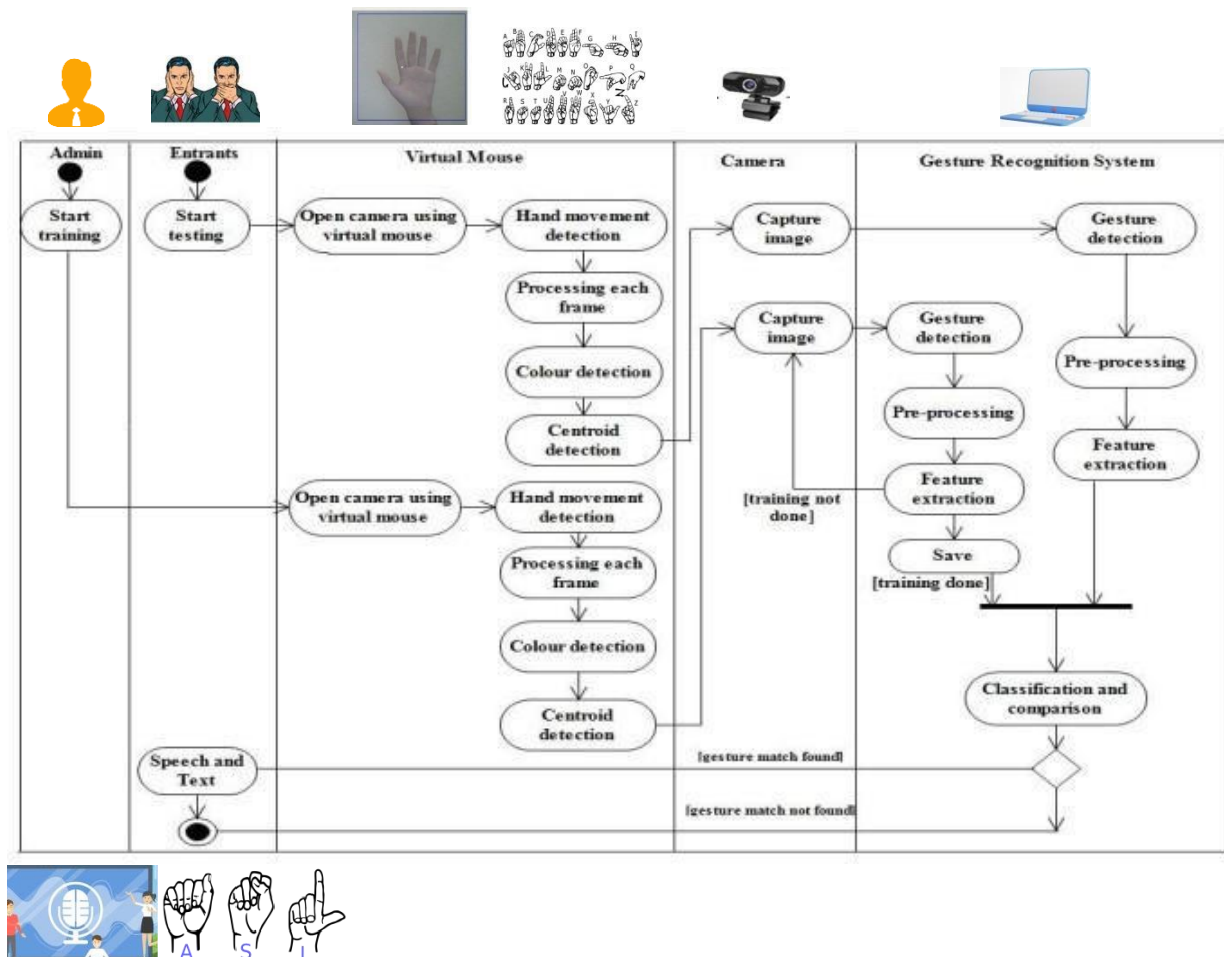 A B C D E F G H I
J K L M N O P Q
R S T U V W X Y Z
Admin
Entrants
Virtual Mouse
Camera
Gesture Recognition System
Start
training
Start
testing
Open camera using
virtual mouse
Hand movement
detection
Capture
image
Gesture
detection
Processing each
frame
Capture
image
Gesture
detection
Colour detection
Pre-processing
Pre-processing
Centroid
detection
Feature
extraction
Feature
extraction
[training not
done]
Open camera using
virtual mouse
Hand movement
detection
Save
[training done]
Processing each
frame
Colour detection
Classification and
comparison
Centroid
detection
Speech and
Text
[gesture match found]
[gesture match not found]
A S L